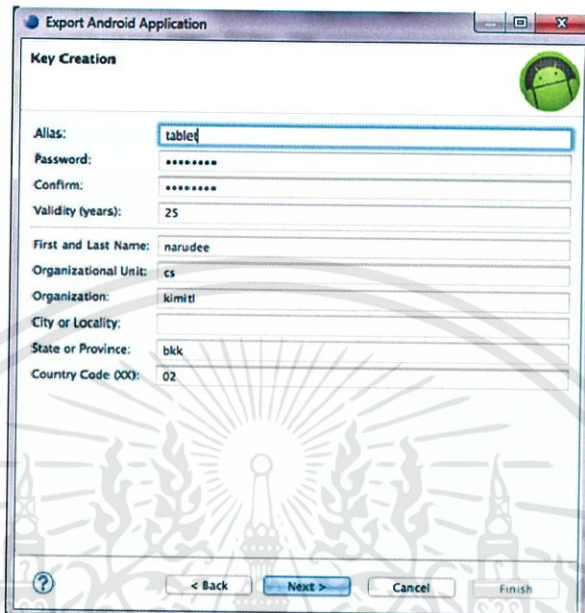 Export Android Application
Key Creation
Alias: tablet
Password: ••••••••
Confirm: ••••••••
Validity (years): 25
First and Last Name: narudee
Organizational Unit: cs
Organization: kimitl
City or Locality:
State or Province: bkk
Country Code (XX): 02
? < Back Next > Cancel Finish